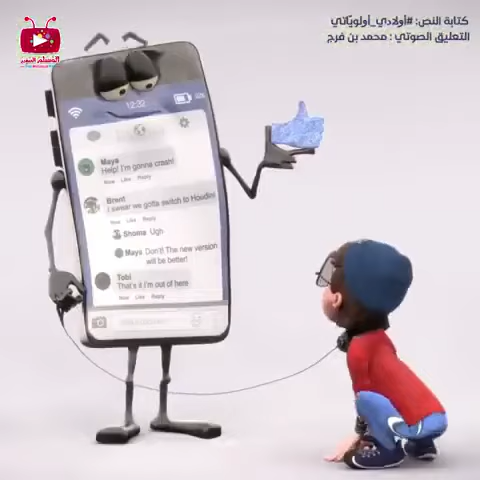 كتابة النص: #أولادي_أولويّاتي
التعليق الصوتي : محمد بن فرج
12:32
Maya
Help! I'm gonna crash!
Now Like Reply
Brent
I swear we gotta switch to Houdini
Now Like Reply
Shoma Ugh
Maya Don't! The new version
will be better!
Tobi
That's it I'm out of here
Now Like Reply